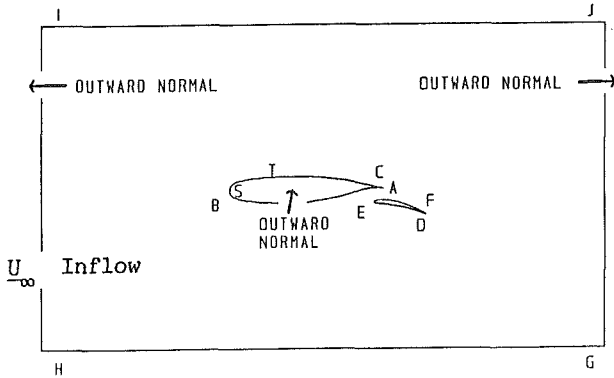 I J
OUTWARD NORMAL OUTWARD NORMAL
T C
S A
B E F
OUTWARD D
NORMAL
U∞ Inflow
H G